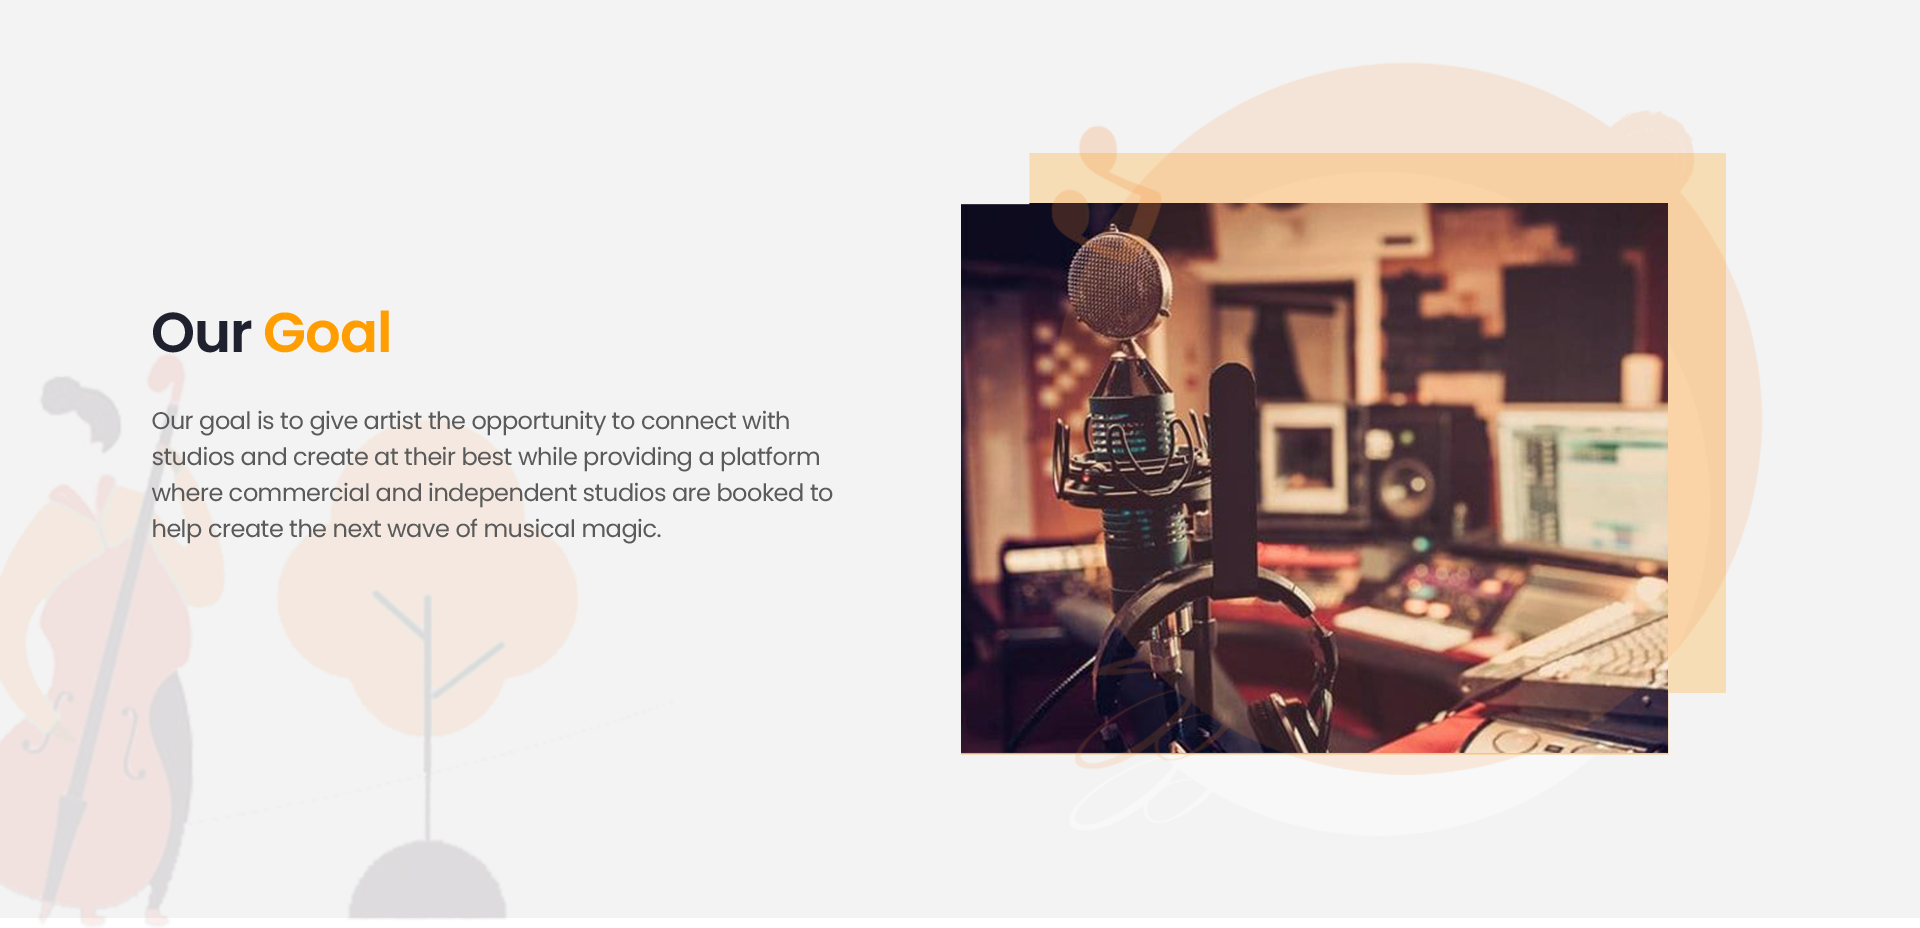 Our Goal
Our goal is to give artist the opportunity to connect with
studios and create at their best while providing a platform
where commercial and independent studios are booked to
help create the next wave of musical magic.